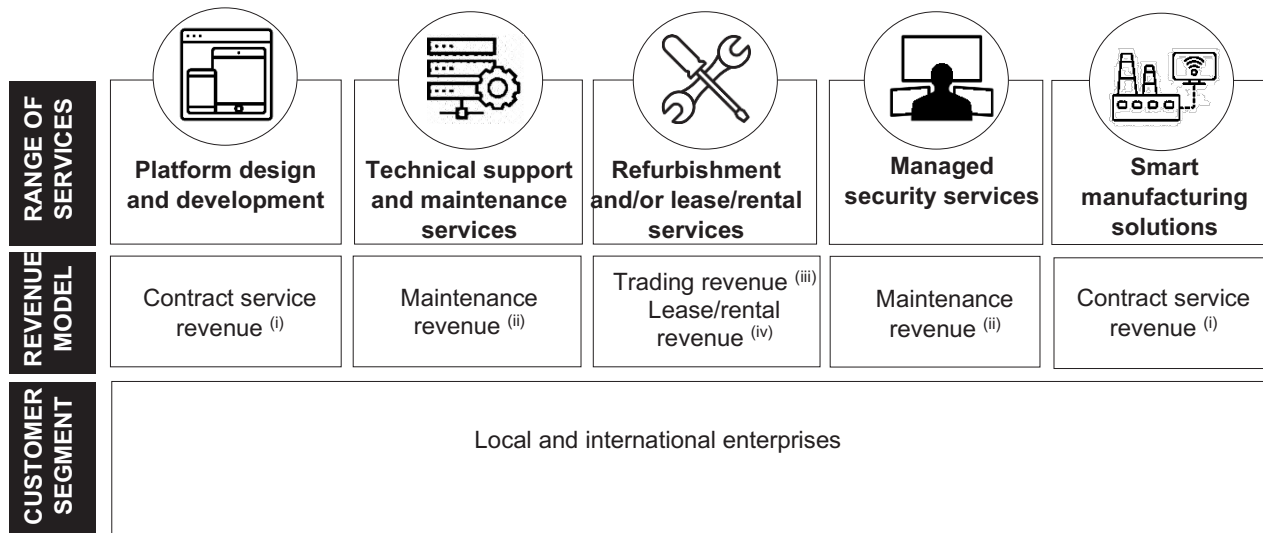 RANGE OF
SERVICES
Platform design
and development
Technical support
and maintenance
services
Refurbishment
and/or lease/rental
services
Managed
security services
Smart
manufacturing
solutions
REVENUE
MODEL
Contract service
revenue (i)
Maintenance
revenue (ii)
Trading revenue (iii)
Lease/rental
revenue (iv)
Maintenance
revenue (ii)
Contract service
revenue (i)
CUSTOMER
SEGMENT
Local and international enterprises